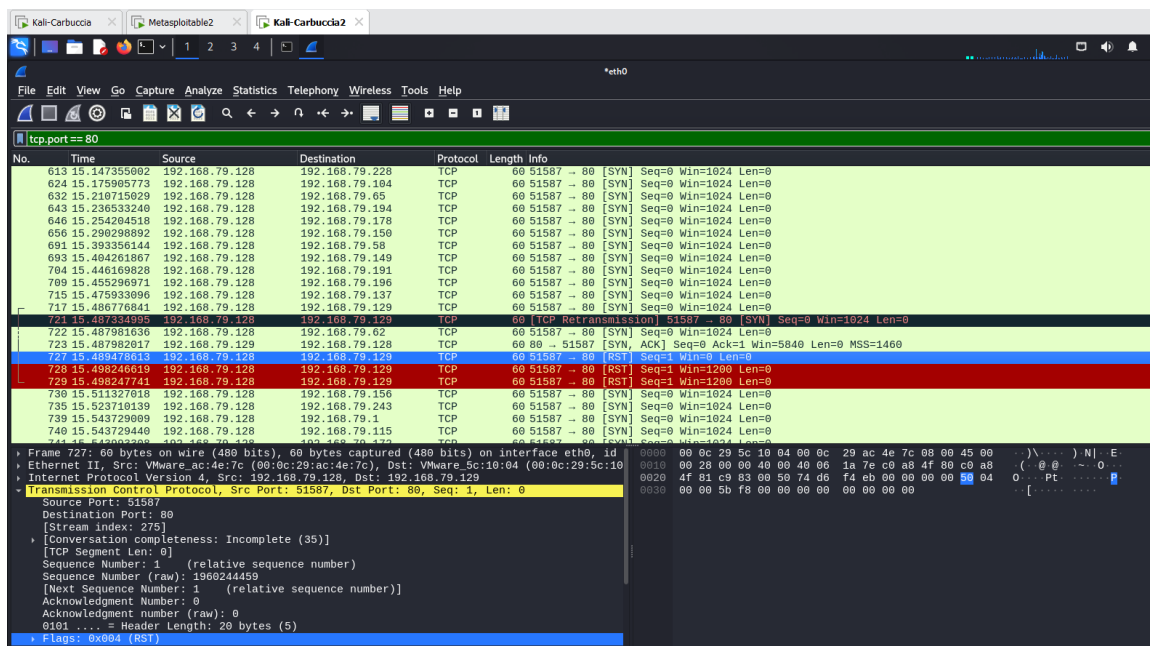 Kali-Carbuccia × Metasploitable2 × Kali-Carbuccia2 ×
1 2 3 4
*eth0
File Edit View Go Capture Analyze Statistics Telephony Wireless Tools Help
tcp.port == 80
No. Time Source Destination Protocol Length Info
613 15.147355002 192.168.79.128 192.168.79.228 TCP 60 51587 → 80 [SYN] Seq=0 Win=1024 Len=0
624 15.175905773 192.168.79.128 192.168.79.104 TCP 60 51587 → 80 [SYN] Seq=0 Win=1024 Len=0
632 15.210715029 192.168.79.128 192.168.79.65 TCP 60 51587 → 80 [SYN] Seq=0 Win=1024 Len=0
643 15.236533240 192.168.79.128 192.168.79.194 TCP 60 51587 → 80 [SYN] Seq=0 Win=1024 Len=0
646 15.254204518 192.168.79.128 192.168.79.178 TCP 60 51587 → 80 [SYN] Seq=0 Win=1024 Len=0
656 15.290298892 192.168.79.128 192.168.79.150 TCP 60 51587 → 80 [SYN] Seq=0 Win=1024 Len=0
691 15.393356144 192.168.79.128 192.168.79.58 TCP 60 51587 → 80 [SYN] Seq=0 Win=1024 Len=0
693 15.404261867 192.168.79.128 192.168.79.149 TCP 60 51587 → 80 [SYN] Seq=0 Win=1024 Len=0
704 15.446169828 192.168.79.128 192.168.79.191 TCP 60 51587 → 80 [SYN] Seq=0 Win=1024 Len=0
709 15.455296971 192.168.79.128 192.168.79.196 TCP 60 51587 → 80 [SYN] Seq=0 Win=1024 Len=0
715 15.475933096 192.168.79.128 192.168.79.137 TCP 60 51587 → 80 [SYN] Seq=0 Win=1024 Len=0
717 15.486776841 192.168.79.128 192.168.79.129 TCP 60 51587 → 80 [SYN] Seq=0 Win=1024 Len=0
721 15.487334995 192.168.79.128 192.168.79.129 TCP 60 [TCP Retransmission] 51587 → 80 [SYN] Seq=0 Win=1024 Len=0
722 15.487981636 192.168.79.128 192.168.79.62 TCP 60 51587 → 80 [SYN] Seq=0 Win=1024 Len=0
723 15.487982017 192.168.79.129 192.168.79.128 TCP 60 80 → 51587 [SYN, ACK] Seq=0 Ack=1 Win=5840 Len=0 MSS=1460
727 15.489478613 192.168.79.128 192.168.79.129 TCP 60 51587 → 80 [RST] Seq=1 Win=0 Len=0
728 15.498246619 192.168.79.128 192.168.79.129 TCP 60 51587 → 80 [RST] Seq=1 Win=1200 Len=0
729 15.498247741 192.168.79.128 192.168.79.129 TCP 60 51587 → 80 [RST] Seq=1 Win=1200 Len=0
730 15.511327018 192.168.79.128 192.168.79.156 TCP 60 51587 → 80 [SYN] Seq=0 Win=1024 Len=0
735 15.523710139 192.168.79.128 192.168.79.243 TCP 60 51587 → 80 [SYN] Seq=0 Win=1024 Len=0
739 15.543729009 192.168.79.128 192.168.79.1 TCP 60 51587 → 80 [SYN] Seq=0 Win=1024 Len=0
740 15.543729440 192.168.79.128 192.168.79.115 TCP 60 51587 → 80 [SYN] Seq=0 Win=1024 Len=0
Frame 727: 60 bytes on wire (480 bits), 60 bytes captured (480 bits) on interface eth0, id
Ethernet II, Src: VMware_ac:4e:7c (00:0c:29:ac:4e:7c), Dst: VMware_5c:10:04 (00:0c:29:5c:10
Internet Protocol Version 4, Src: 192.168.79.128, Dst: 192.168.79.129
Transmission Control Protocol, Src Port: 51587, Dst Port: 80, Seq: 1, Len: 0
Source Port: 51587
Destination Port: 80
[Stream index: 275]
[Conversation completeness: Incomplete (35)]
[TCP Segment Len: 0]
Sequence Number: 1 (relative sequence number)
Sequence Number (raw): 1960244459
[Next Sequence Number: 1 (relative sequence number)]
Acknowledgment Number: 0
Acknowledgment number (raw): 0
0101 .... = Header Length: 20 bytes (5)
Flags: 0x004 (RST)
0000 00 0c 29 5c 10 04 00 0c 29 ac 4e 7c 08 00 45 00 ··)\···· )·N|··E·
0010 00 28 00 00 40 00 40 06 1a 7e c0 a8 4f 80 c0 a8 ·(··@·@· ·~··O···
0020 4f 81 c9 83 00 50 74 d6 f4 eb 00 00 00 00 50 04 O····Pt· ······P·
0030 00 00 5b f8 00 00 00 00 00 00 00 00 ··[····· ····